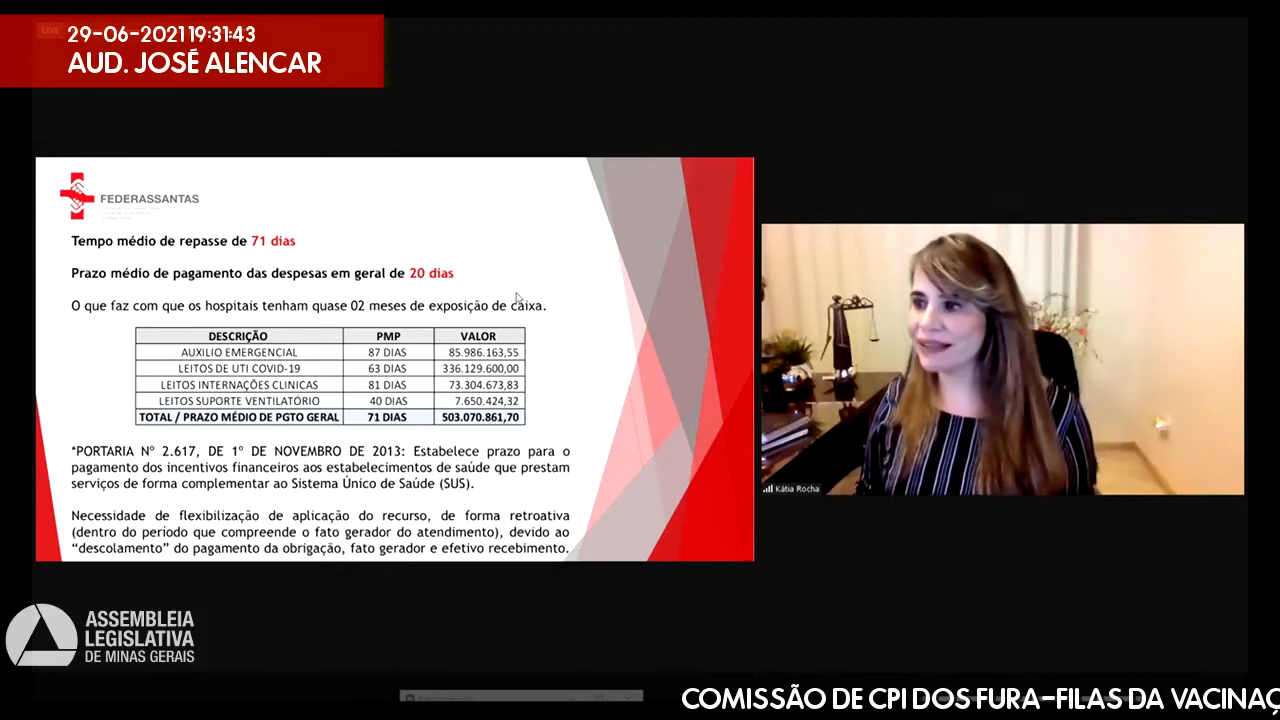 29-06-2021 19:31:43
AUD. JOSÉ ALENCAR
FEDERASSANTAS
Tempo médio de repasse de 71 dias
Prazo médio de pagamento das despesas em geral de 20 dias
O que faz com que os hospitais tenham quase 02 meses de exposição de caixa.
DESCRIÇÃO PMP VALOR
AUXILIO EMERGENCIAL 87 DIAS 85.986.163,55
LEITOS DE UTI COVID-19 63 DIAS 336.129.600,00
LEITOS INTERNAÇÕES CLINICAS 81 DIAS 73.304.673,83
LEITOS SUPORTE VENTILATÓRIO 40 DIAS 7.650.424,32
TOTAL / PRAZO MÉDIO DE PGTO GERAL 71 DIAS 503.070.861,70
*PORTARIA Nº 2.617, DE 1º DE NOVEMBRO DE 2013: Estabelece prazo para o
pagamento dos incentivos financeiros aos estabelecimentos de saúde que prestam
serviços de forma complementar ao Sistema Único de Saúde (SUS).
Necessidade de flexibilização de aplicação do recurso, de forma retroativa
(dentro do período que compreende o fato gerador do atendimento), devido ao
“descolamento” do pagamento da obrigação, fato gerador e efetivo recebimento.
Kátia Rocha
ASSEMBLEIA
LEGISLATIVA
DE MINAS GERAIS
COMISSÃO DE CPI DOS FURA-FILAS DA VACINAÇ